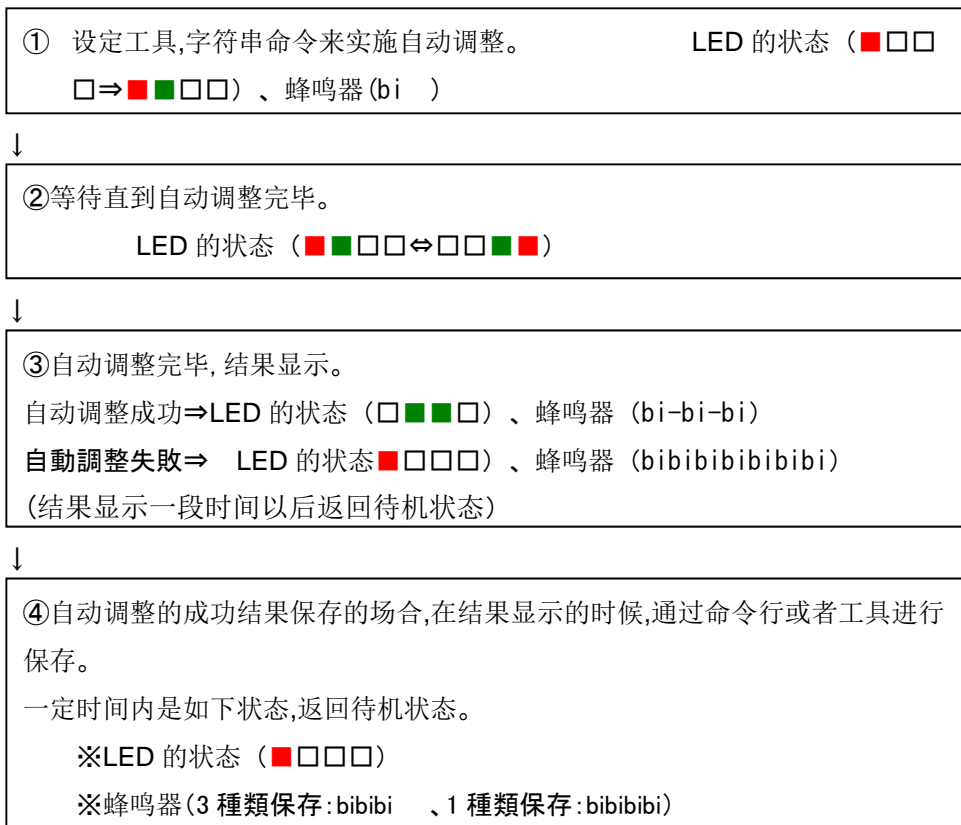 ① 设定工具,字符串命令来实施自动调整。 LED 的状态（■□□
□⇒■■□□）、蜂鸣器(bi )
↓
②等待直到自动调整完毕。
LED 的状态（■■□□⇔□□■■）
↓
③自动调整完毕,结果显示。
自动调整成功⇒LED 的状态（□■■□）、蜂鸣器（bi-bi-bi）
自動調整失敗⇒ LED 的状态■□□□）、蜂鸣器（bibibibibibibi）
(结果显示一段时间以后返回待机状态)
↓
④自动调整的成功结果保存的场合,在结果显示的时候,通过命令行或者工具进行
保存。
一定时间内是如下状态,返回待机状态。
※LED 的状态（■□□□）
※蜂鸣器(3 種類保存:bibibi 、1 種類保存:bibibibi)